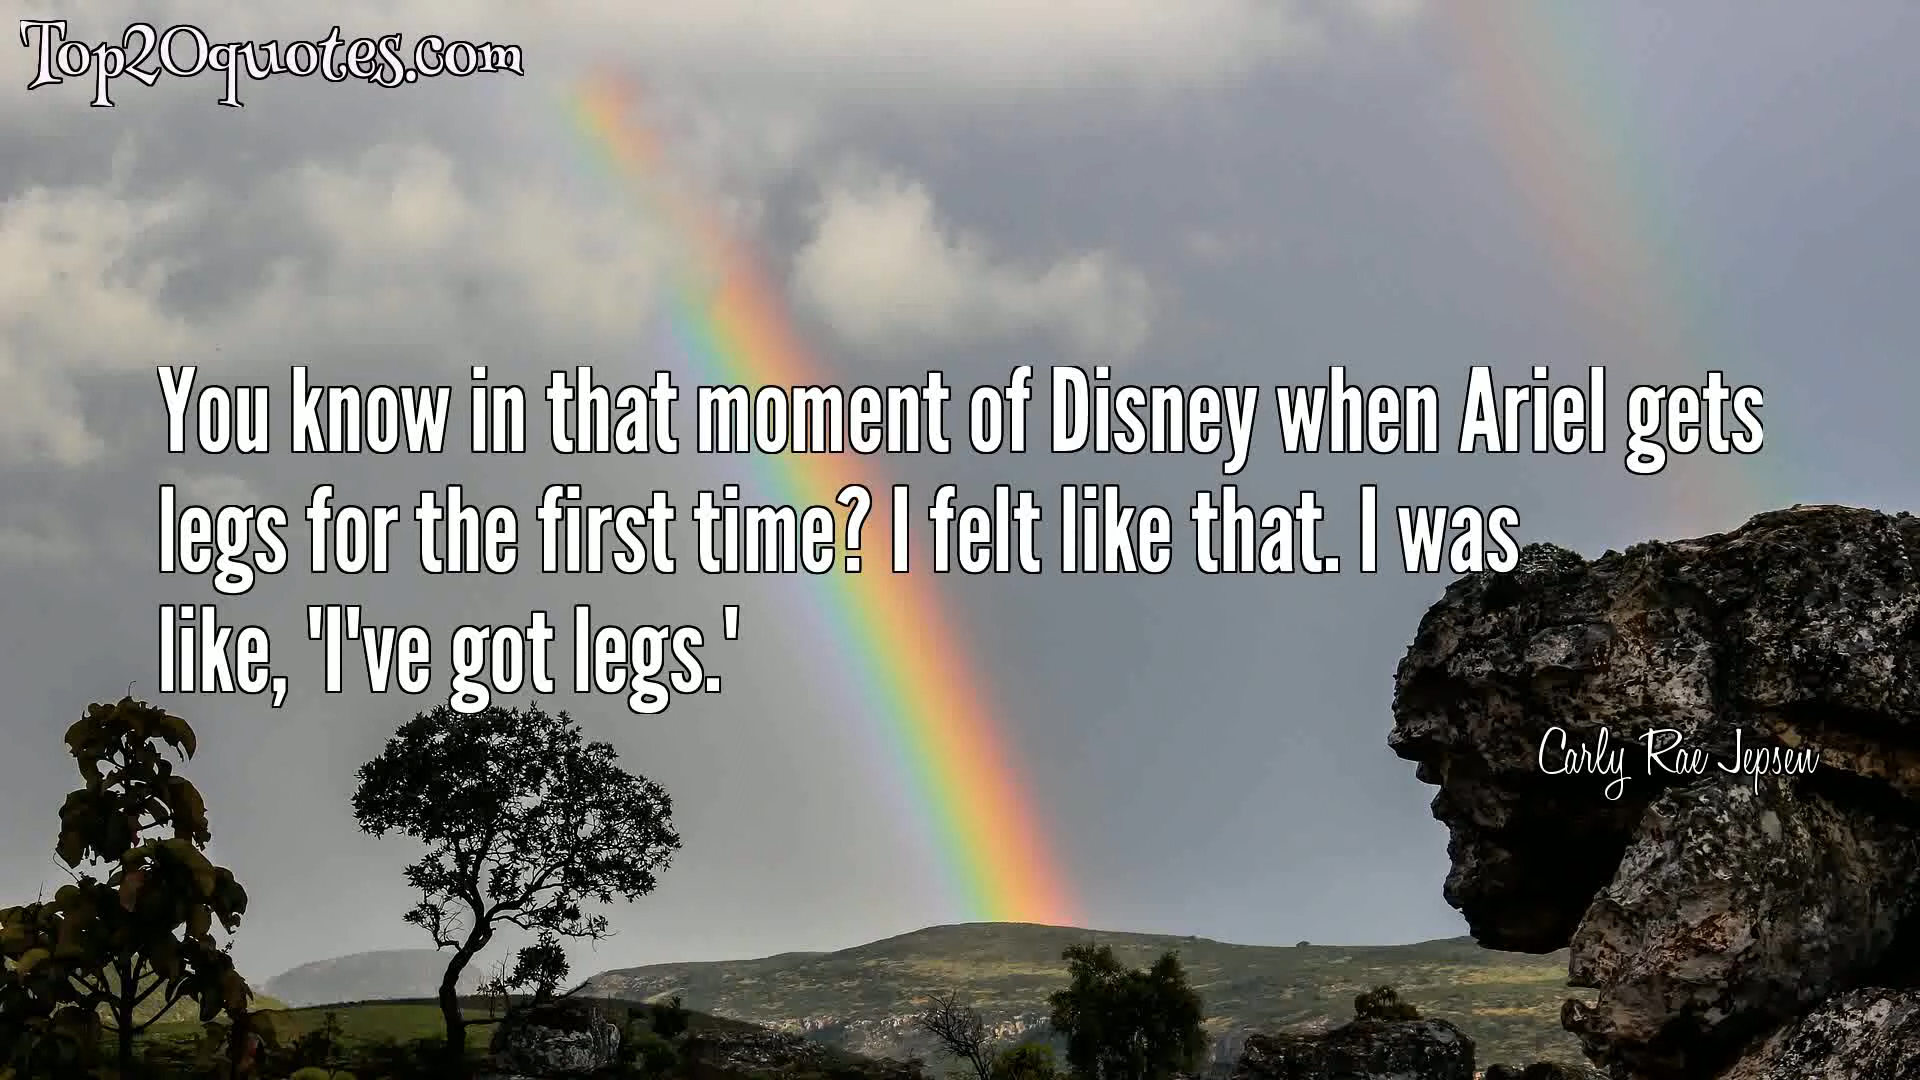 Top20quotes.com
You know in that moment of Disney when Ariel gets
legs for the first time? I felt like that. I was
like, 'I've got legs.'
Carly Rae Jepsen